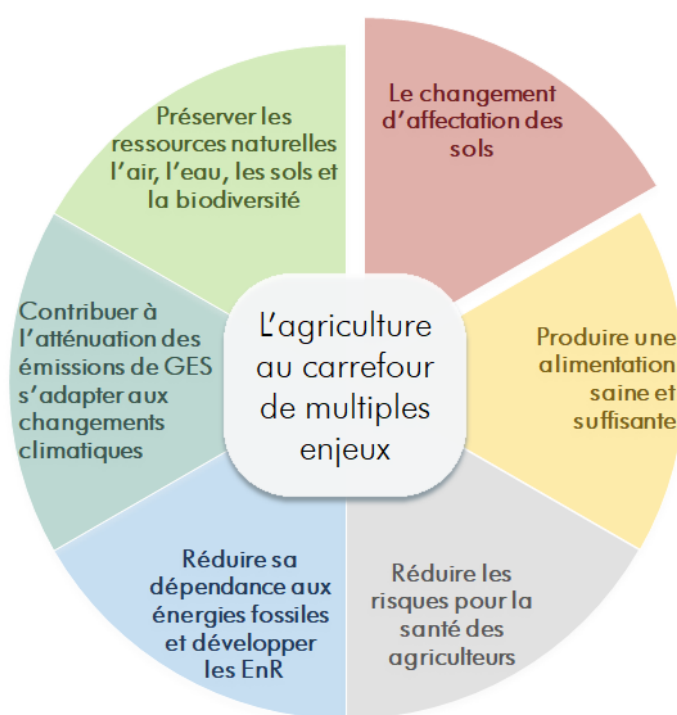 Le changement
d'affectation des
sols
Produire une
alimentation
saine et
suffisante
Réduire les
risques pour la
santé des
agriculteurs
Réduire sa
dépendance aux
énergies fossiles
et développer
les EnR
Contribuer à
l'atténuation des
émissions de GES
s'adapter aux
changements
climatiques
Préserver les
ressources naturelles
l'air, l'eau, les sols et
la biodiversité
L'agriculture
au carrefour
de multiples
enjeux